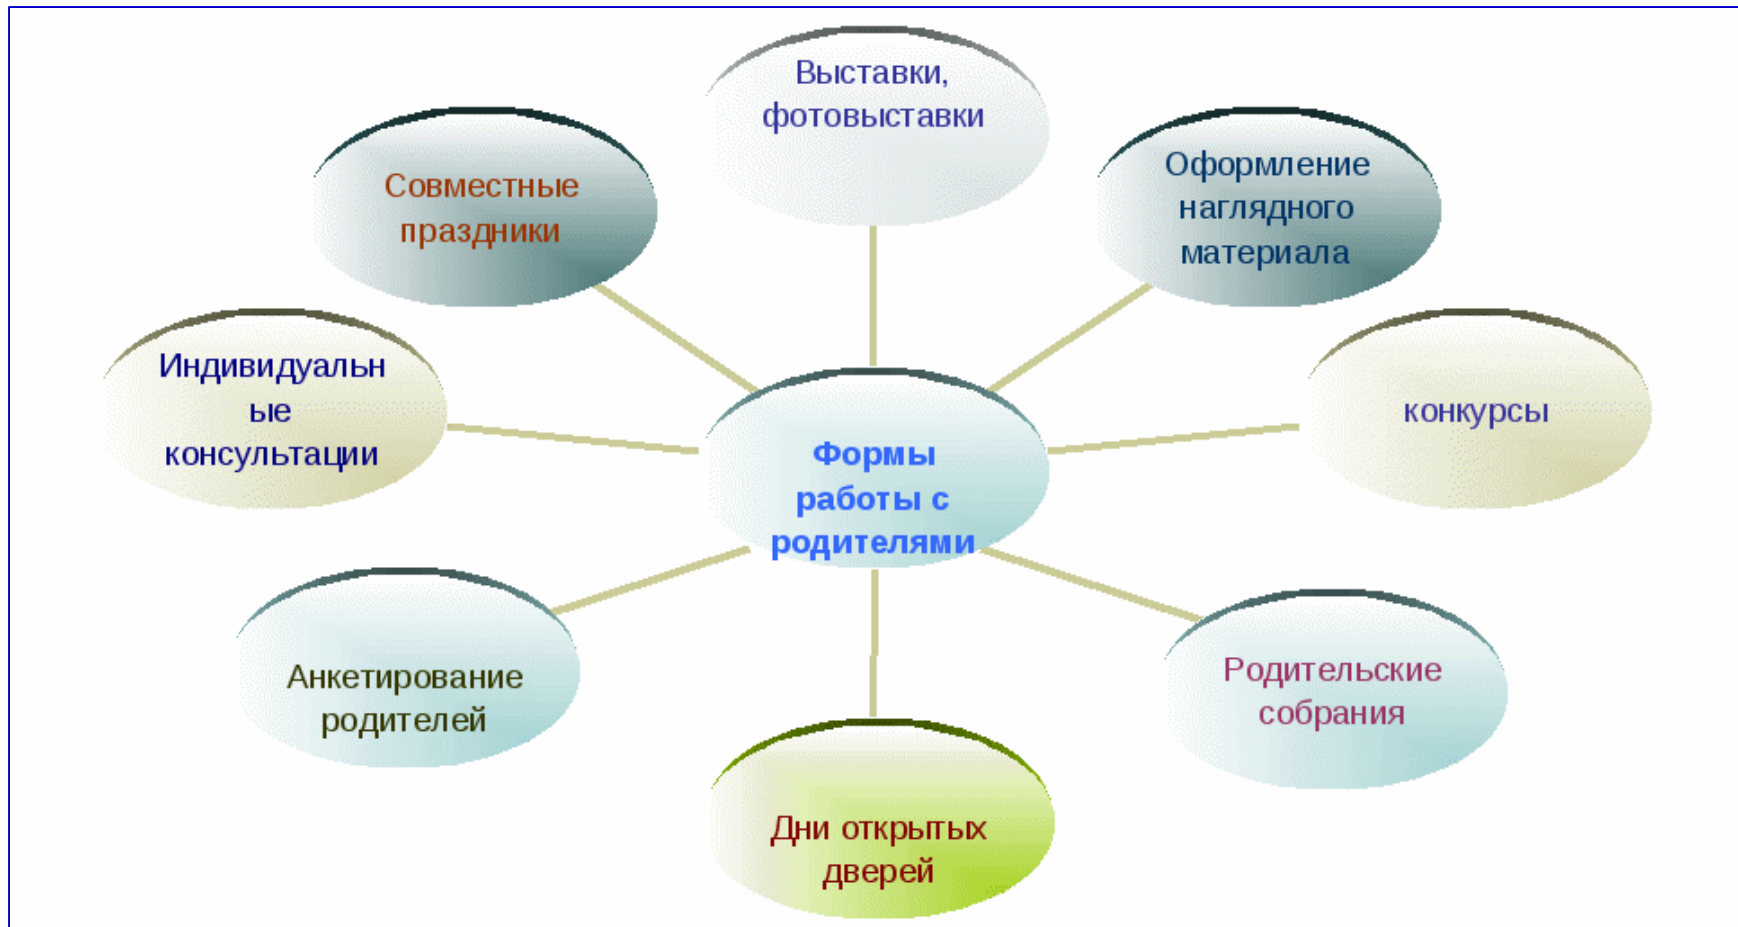 Выставки,
фотовыставки
Совместные
праздники
Оформление
наглядного
материала
Индивидуальн
ые
консультации
конкурсы
Формы
работы с
родителями
Анкетирование
родителей
Родительские
собрания
Дни открытых
дверей